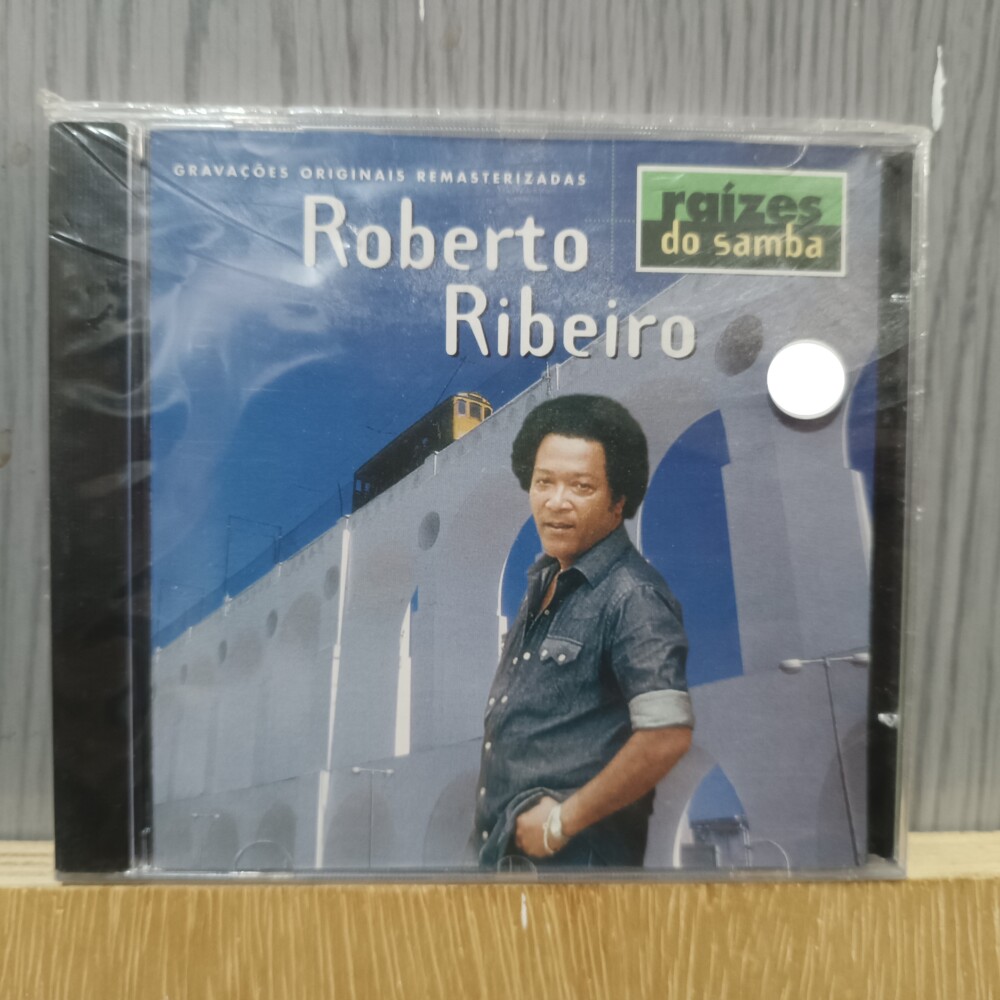 GRAVAÇÕES ORIGINAIS REMASTERIZADAS
Roberto
Ribeiro
raízes
do samba